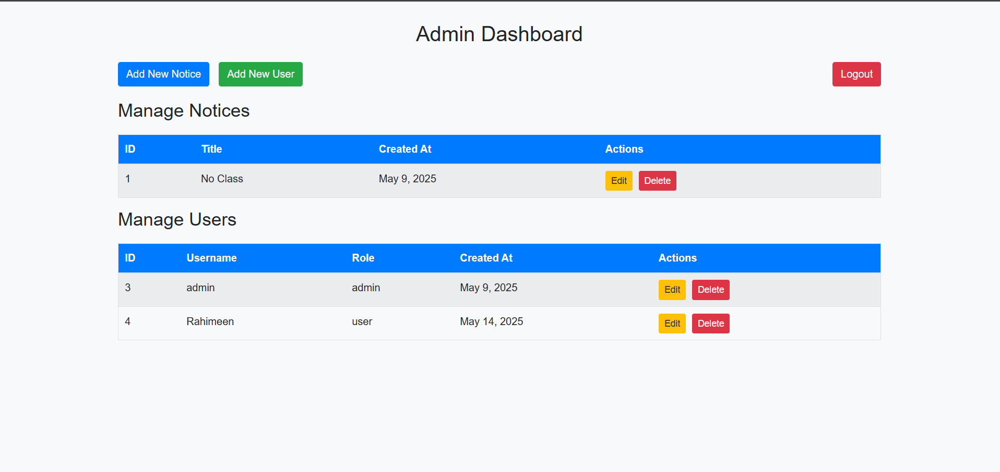 Admin Dashboard
Add New Notice Add New User Logout
Manage Notices
ID Title Created At Actions
1 No Class May 9, 2025 Edit Delete
Manage Users
ID Username Role Created At Actions
3 admin admin May 9, 2025 Edit Delete
4 Rahimeen user May 14, 2025 Edit Delete